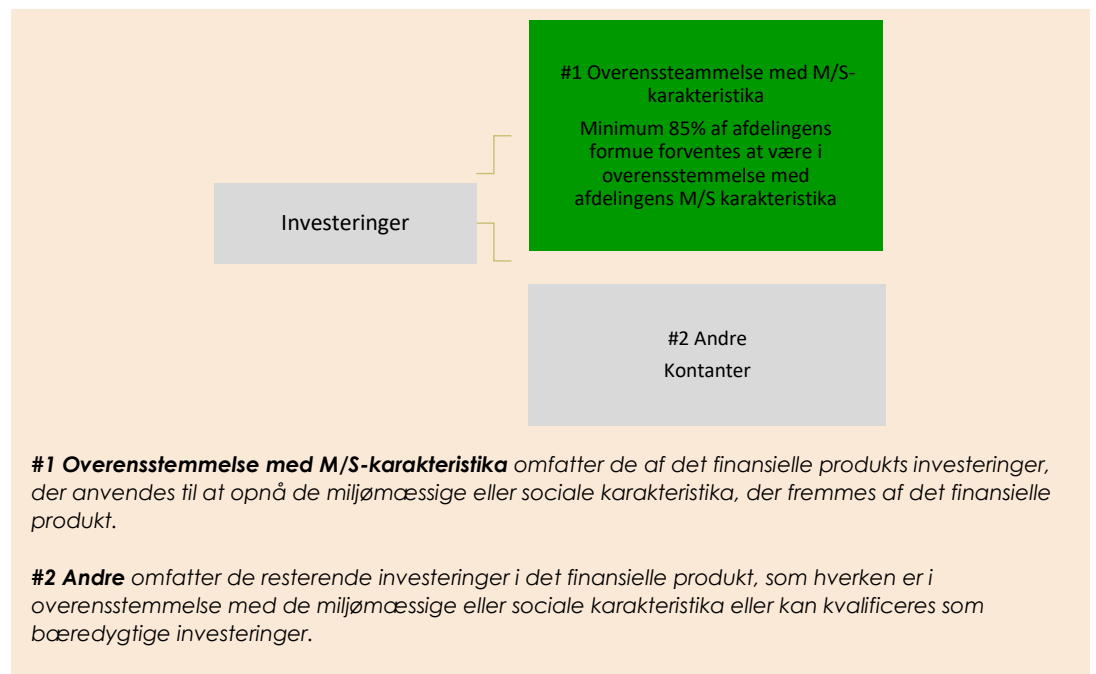 #1 Overenssteammelse med M/S-
karakteristika
Minimum 85% af afdelingens
formue forventes at være i
overensstemmelse med
afdelingens M/S karakteristika
Investeringer
#2 Andre
Kontanter
#1 Overensstemmelse med M/S-karakteristika omfatter de af det finansielle produkts investeringer,
der anvendes til at opnå de miljømæssige eller sociale karakteristika, der fremmes af det finansielle
produkt.
#2 Andre omfatter de resterende investeringer i det finansielle produkt, som hverken er i
overensstemmelse med de miljømæssige eller sociale karakteristika eller kan kvalificeres som
bæredygtige investeringer.